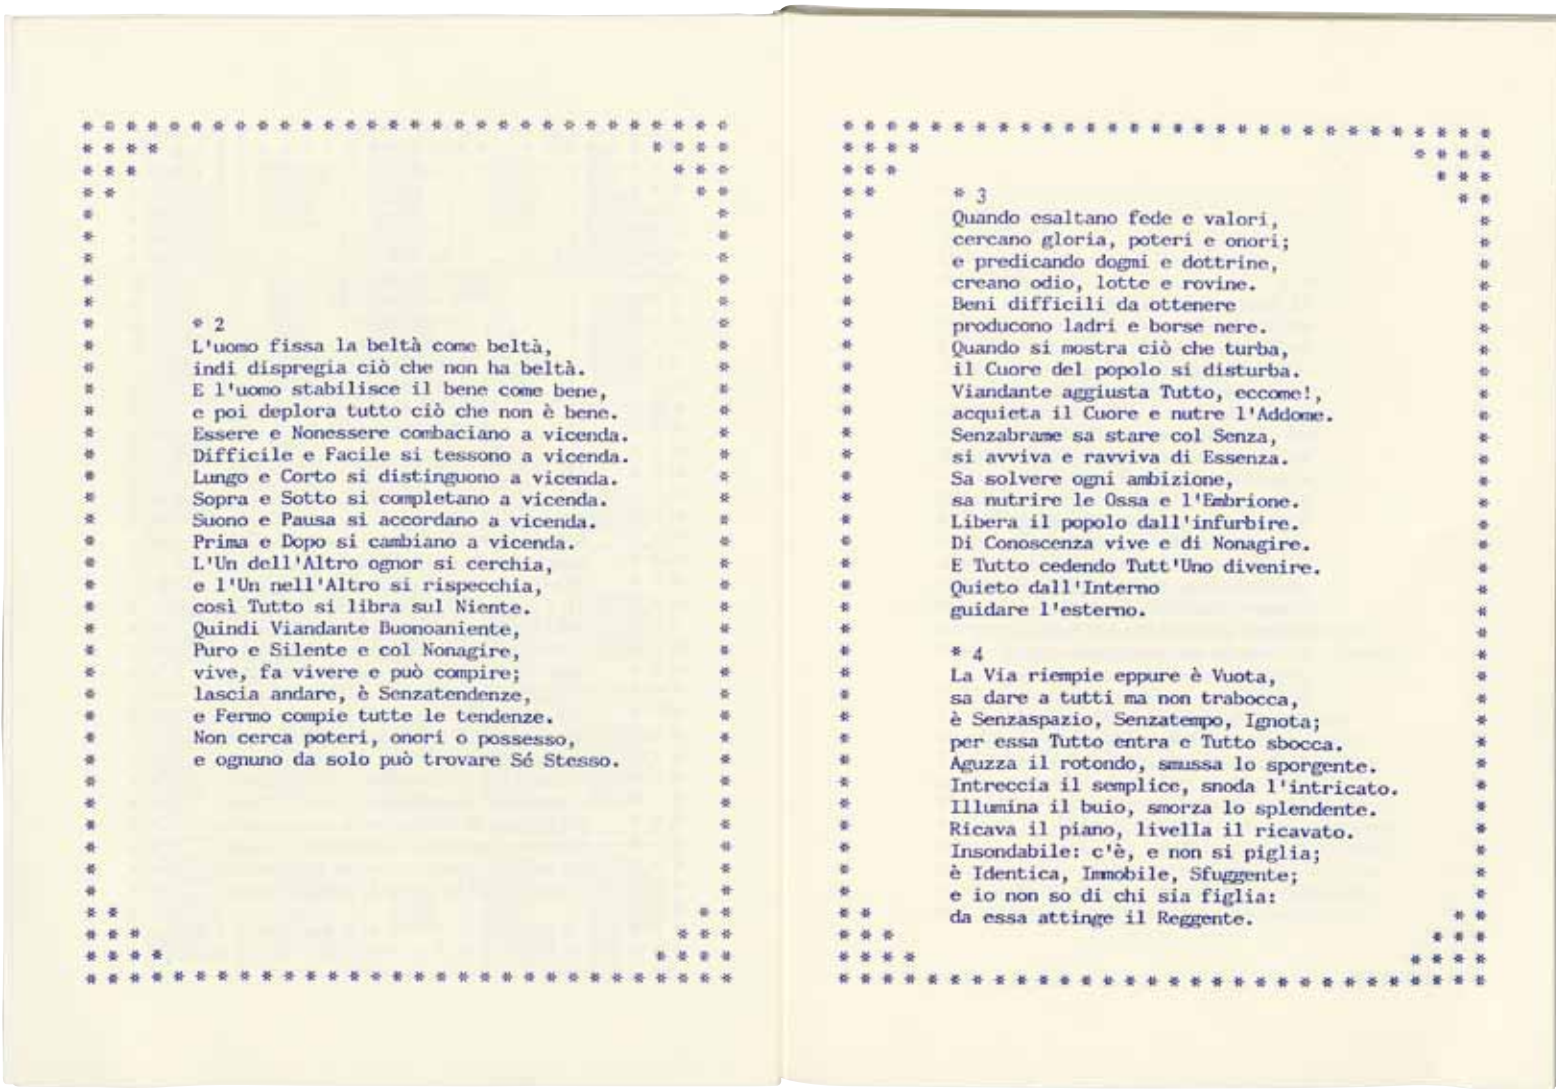 * 2
L'uomo fissa la beltà come beltà,
indi dispregia ciò che non ha beltà.
E l'uomo stabilisce il bene come bene,
e poi deplora tutto ciò che non è bene.
Essere e Nonessere combaciano a vicenda.
Difficile e Facile si tessono a vicenda.
Lungo e Corto si distinguono a vicenda.
Sopra e Sotto si completano a vicenda.
Suono e Pausa si accordano a vicenda.
Prima e Dopo si cambiano a vicenda.
L'Un dell'Altro ognor si cerchia,
e l'Un nell'Altro si rispecchia,
così Tutto si libra sul Niente.
Quindi Viandante Buonoaniente,
Puro e Silente e col Nonagire,
vive, fa vivere e può compire;
lascia andare, è Senzatendenze,
e Fermo compie tutte le tendenze.
Non cerca poteri, onori o possesso,
e ognuno da solo può trovare Sé Stesso.
* 3
Quando esaltano fede e valori,
cercano gloria, poteri e onori;
e predicando dogmi e dottrine,
creano odio, lotte e rovine.
Beni difficili da ottenere
producono ladri e borse nere.
Quando si mostra ciò che turba,
il Cuore del popolo si disturba.
Viandante aggiusta Tutto, eccome!,
acquieta il Cuore e nutre l'Addome.
Senzabrame sa stare col Senza,
si avviva e ravviva di Essenza.
Sa solvere ogni ambizione,
sa nutrire le Ossa e l'Embrione.
Libera il popolo dall'infurbire.
Di Conoscenza vive e di Nonagire.
E Tutto cedendo Tutt'Uno divenire.
Quieto dall'Interno
guidare l'esterno.
* 4
La Via riempie eppure è Vuota,
sa dare a tutti ma non trabocca,
è Senzaspazio, Senzatempo, Ignota;
per essa Tutto entra e Tutto sbocca.
Aguzza il rotondo, smussa lo sporgente.
Intreccia il semplice, snoda l'intricato.
Illumina il buio, smorza lo splendente.
Ricava il piano, livella il ricavato.
Insondabile: c'è, e non si piglia;
è Identica, Immobile, Sfuggente;
e io non so di chi sia figlia:
da essa attinge il Reggente.